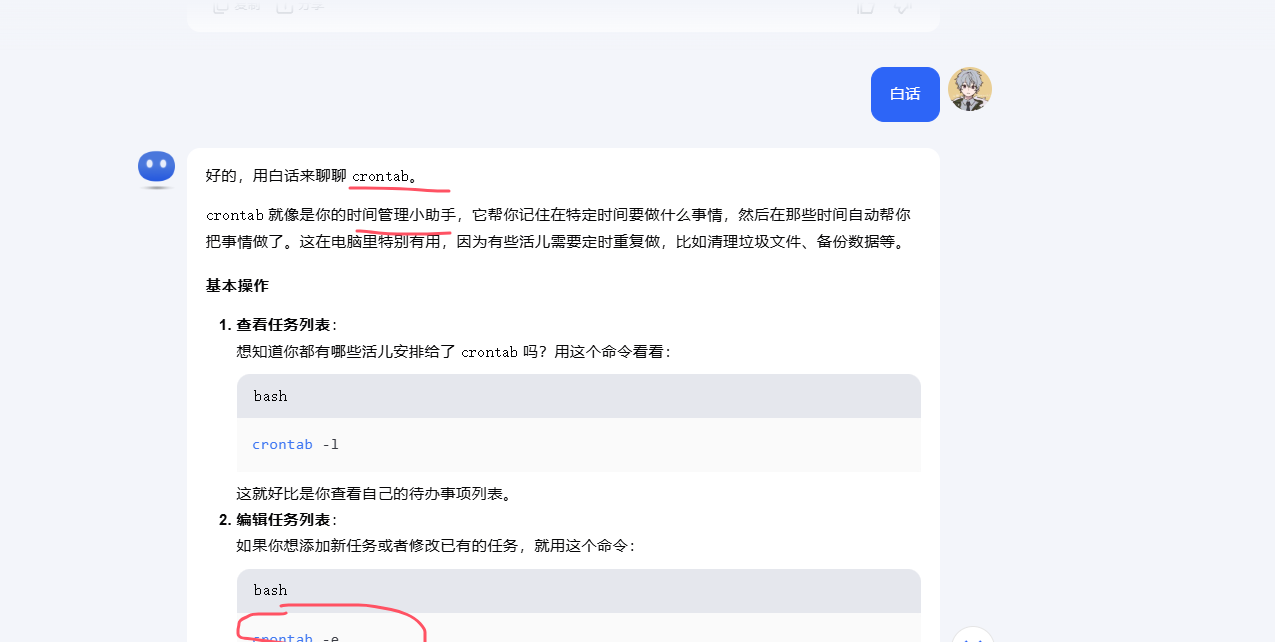 复制 分享
白话
好的，用白话来聊聊 crontab。
crontab 就像是你的时间管理小助手，它帮你记住在特定时间要做什么事情，然后在那些时间自动帮你
把事情做了。这在电脑里特别有用，因为有些活儿需要定时重复做，比如清理垃圾文件、备份数据等。
基本操作
1. 查看任务列表：
想知道你都有哪些活儿安排给了 crontab 吗？用这个命令看看：
bash
crontab -l
这就好比是你查看自己的待办事项列表。
2. 编辑任务列表：
如果你想添加新任务或者修改已有的任务，就用这个命令：
bash
crontab -e